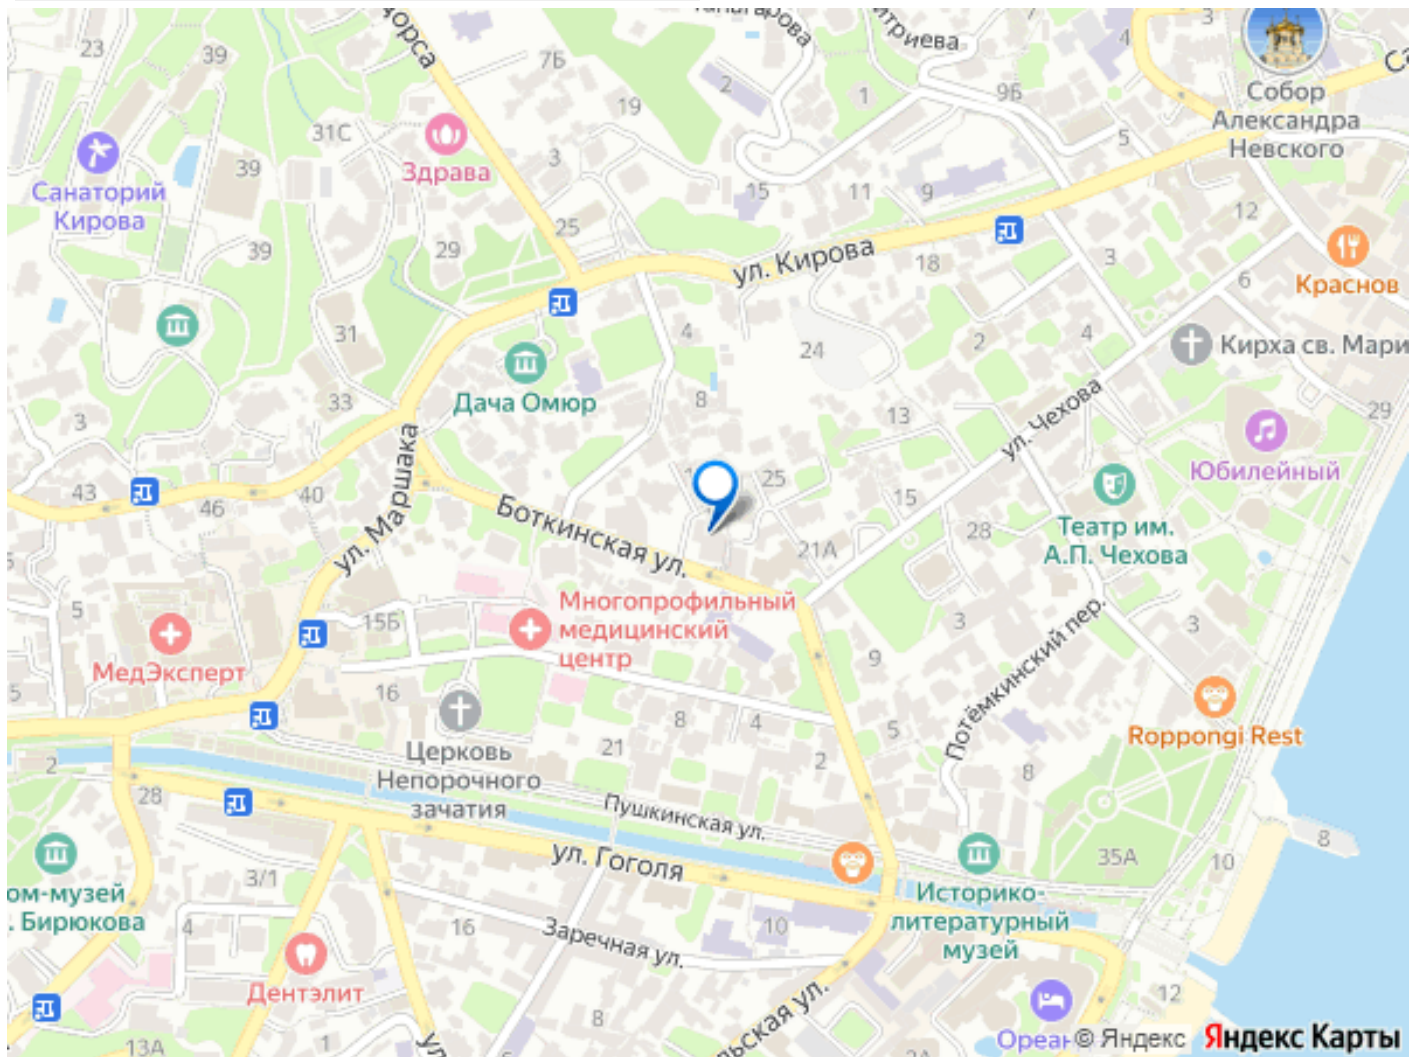 23
39
7Б
2
1
9Б
3
4
Собор
Александра
Невского
31С
39
Здрава
19
3
5
Санаторий
Кирова
15
11
9
12
25
39
29
ул. Кирова
18
3
6
Краснов
31
4
24
2
4
Кирха св. Мари
Дача Омюр
33
3
8
13
ул. Чехова
29
Юбилейный
43
46
40
ул. Маршака
25
15
Боткинская ул.
28
Театр им.
А.П. Чехова
21А
5
15Б
Многопрофильный
медицинский
центр
3
3
Потёмкинский пер.
МедЭксперт
5
16
9
Roppongi Rest
8
4
5
21
2
8
Церковь
Непорочного
зачатия
2
28
Пушкинская ул.
ул. Гоголя
35А
10
8
3/1
Историко-
литературный
музей
ом-музей
. Бирюкова
4
16
Заречная ул.
10
Дентэлит
12
8
13А
1
2
© Яндекс
Яндекс Карты